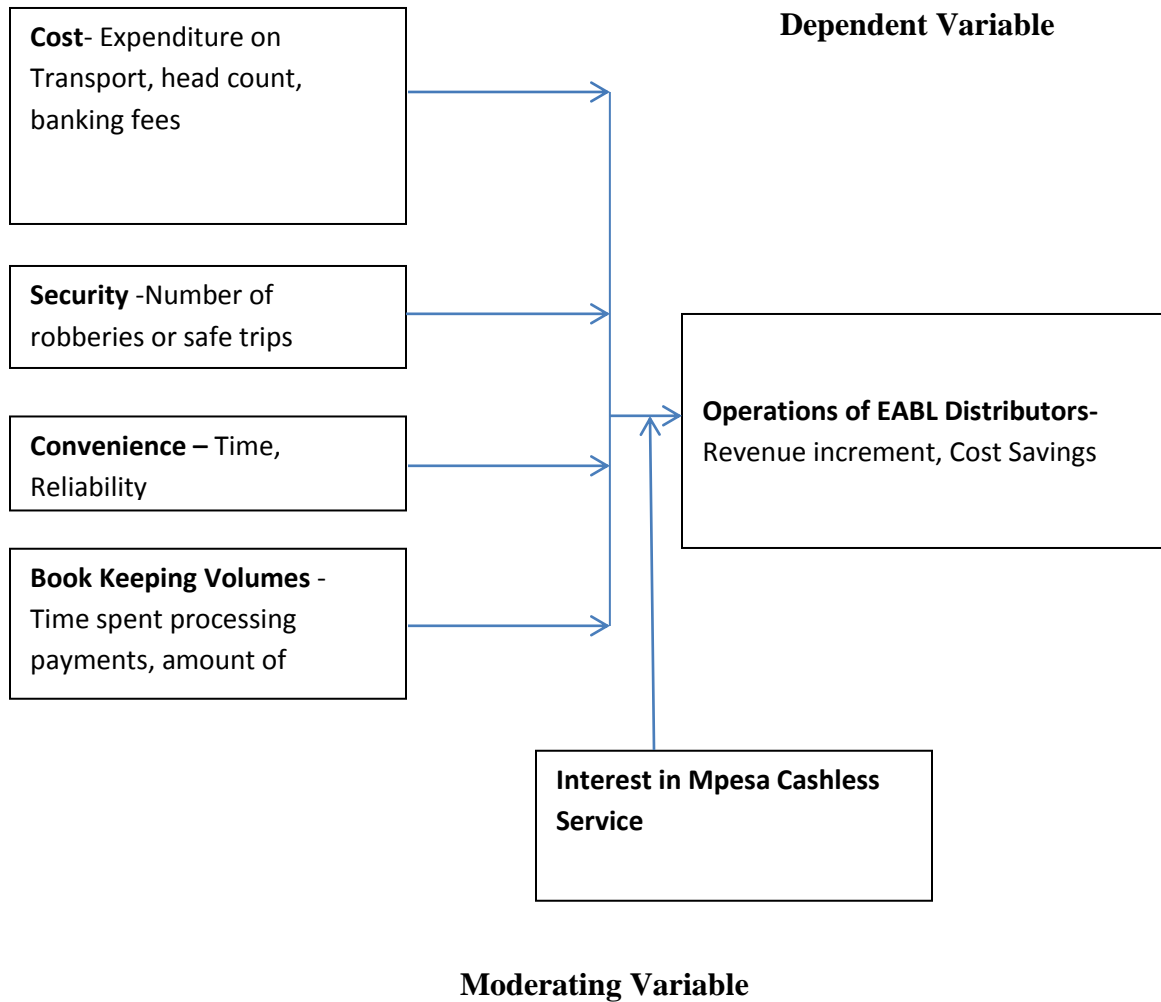 Dependent Variable
Cost- Expenditure on
Transport, head count,
banking fees
Security -Number of
robberies or safe trips
Convenience – Time,
Reliability
Book Keeping Volumes -
Time spent processing
payments, amount of
Operations of EABL Distributors-
Revenue increment, Cost Savings
Interest in Mpesa Cashless
Service
Moderating Variable